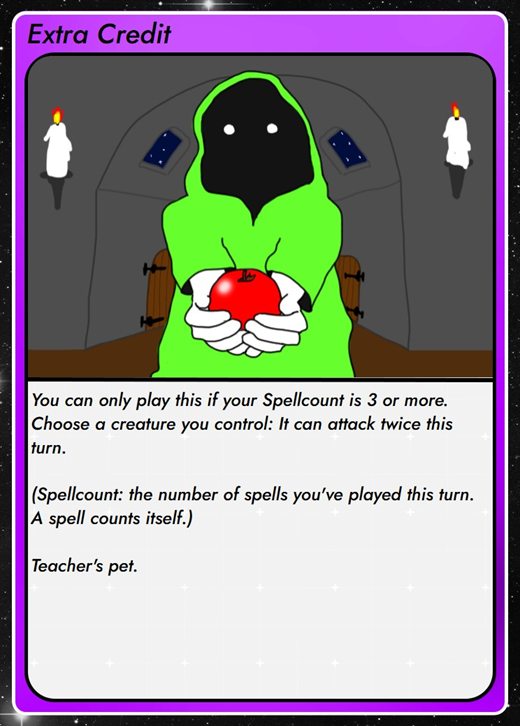 Extra Credit
You can only play this if your Spellcount is 3 or more.
Choose a creature you control: It can attack twice this
turn.
(Spellcount: the number of spells you've played this turn.
A spell counts itself.)
Teacher's pet.